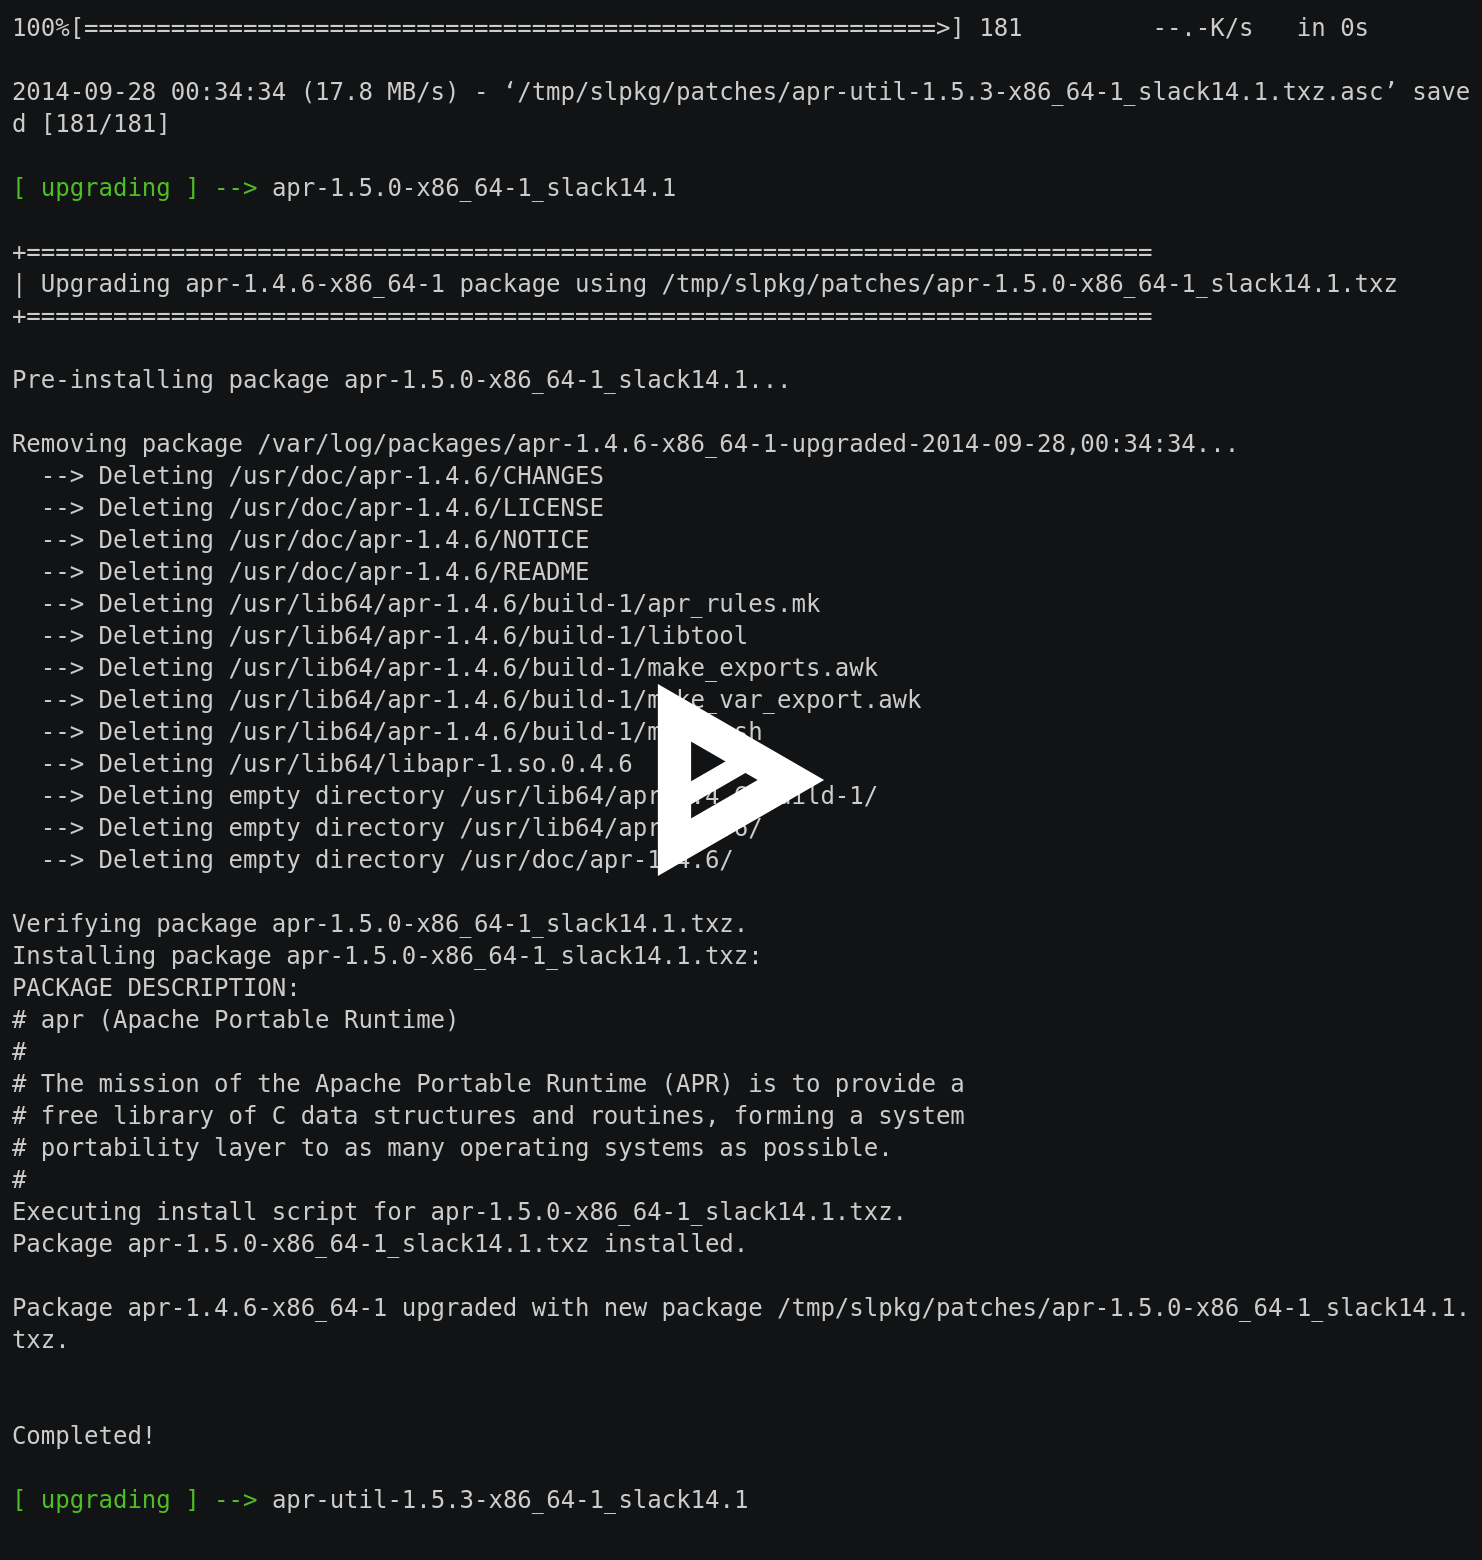 100%[===========================================================>] 181         --.-K/s   in 0s
2014-09-28 00:34:34 (17.8 MB/s) - ‘/tmp/slpkg/patches/apr-util-1.5.3-x86_64-1_slack14.1.txz.asc’ save
d [181/181]
[ upgrading ] --> apr-1.5.0-x86_64-1_slack14.1
+==============================================================================
| Upgrading apr-1.4.6-x86_64-1 package using /tmp/slpkg/patches/apr-1.5.0-x86_64-1_slack14.1.txz
+==============================================================================
Pre-installing package apr-1.5.0-x86_64-1_slack14.1...
Removing package /var/log/packages/apr-1.4.6-x86_64-1-upgraded-2014-09-28,00:34:34...
  --> Deleting /usr/doc/apr-1.4.6/CHANGES
  --> Deleting /usr/doc/apr-1.4.6/LICENSE
  --> Deleting /usr/doc/apr-1.4.6/NOTICE
  --> Deleting /usr/doc/apr-1.4.6/README
  --> Deleting /usr/lib64/apr-1.4.6/build-1/apr_rules.mk
  --> Deleting /usr/lib64/apr-1.4.6/build-1/libtool
  --> Deleting /usr/lib64/apr-1.4.6/build-1/make_exports.awk
  --> Deleting /usr/lib64/apr-1.4.6/build-1/make_var_export.awk
  --> Deleting
  --> Deleting /usr/lib64/libapr-1.so.0.4.6
  --> Deleting empty directory /usr/lib64/apr-1.4.6/build-1/
  --> Deleting empty directory /usr/lib64/apr-1.4.6/
  --> Deleting empty directory /usr/doc/apr-1.4.6/
Verifying package apr-1.5.0-x86_64-1_slack14.1.txz.
Installing package apr-1.5.0-x86_64-1_slack14.1.txz:
PACKAGE DESCRIPTION:
# apr (Apache Portable Runtime)
#
# The mission of the Apache Portable Runtime (APR) is to provide a
# free library of C data structures and routines, forming a system
# portability layer to as many operating systems as possible.
#
Executing install script for apr-1.5.0-x86_64-1_slack14.1.txz.
Package apr-1.5.0-x86_64-1_slack14.1.txz installed.
Package apr-1.4.6-x86_64-1 upgraded with new package /tmp/slpkg/patches/apr-1.5.0-x86_64-1_slack14.1.
txz.
Completed!
[ upgrading ] --> apr-util-1.5.3-x86_64-1_slack14.1